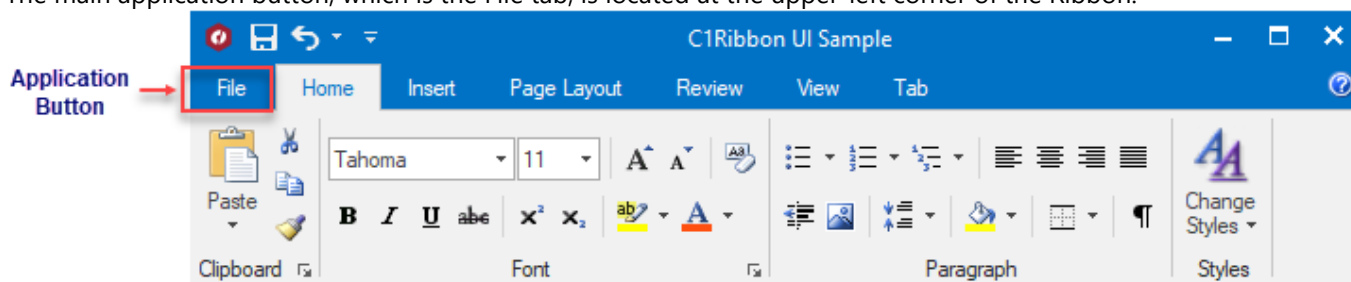 The main application button, which is the File tab, is located at the upper left corner of the Ribbon.
C1Ribbon UI Sample
Application
Button
File Home Insert Page Layout Review View Tab
Tahoma 11
Paste
Change
Styles
Clipboard Font Paragraph Styles